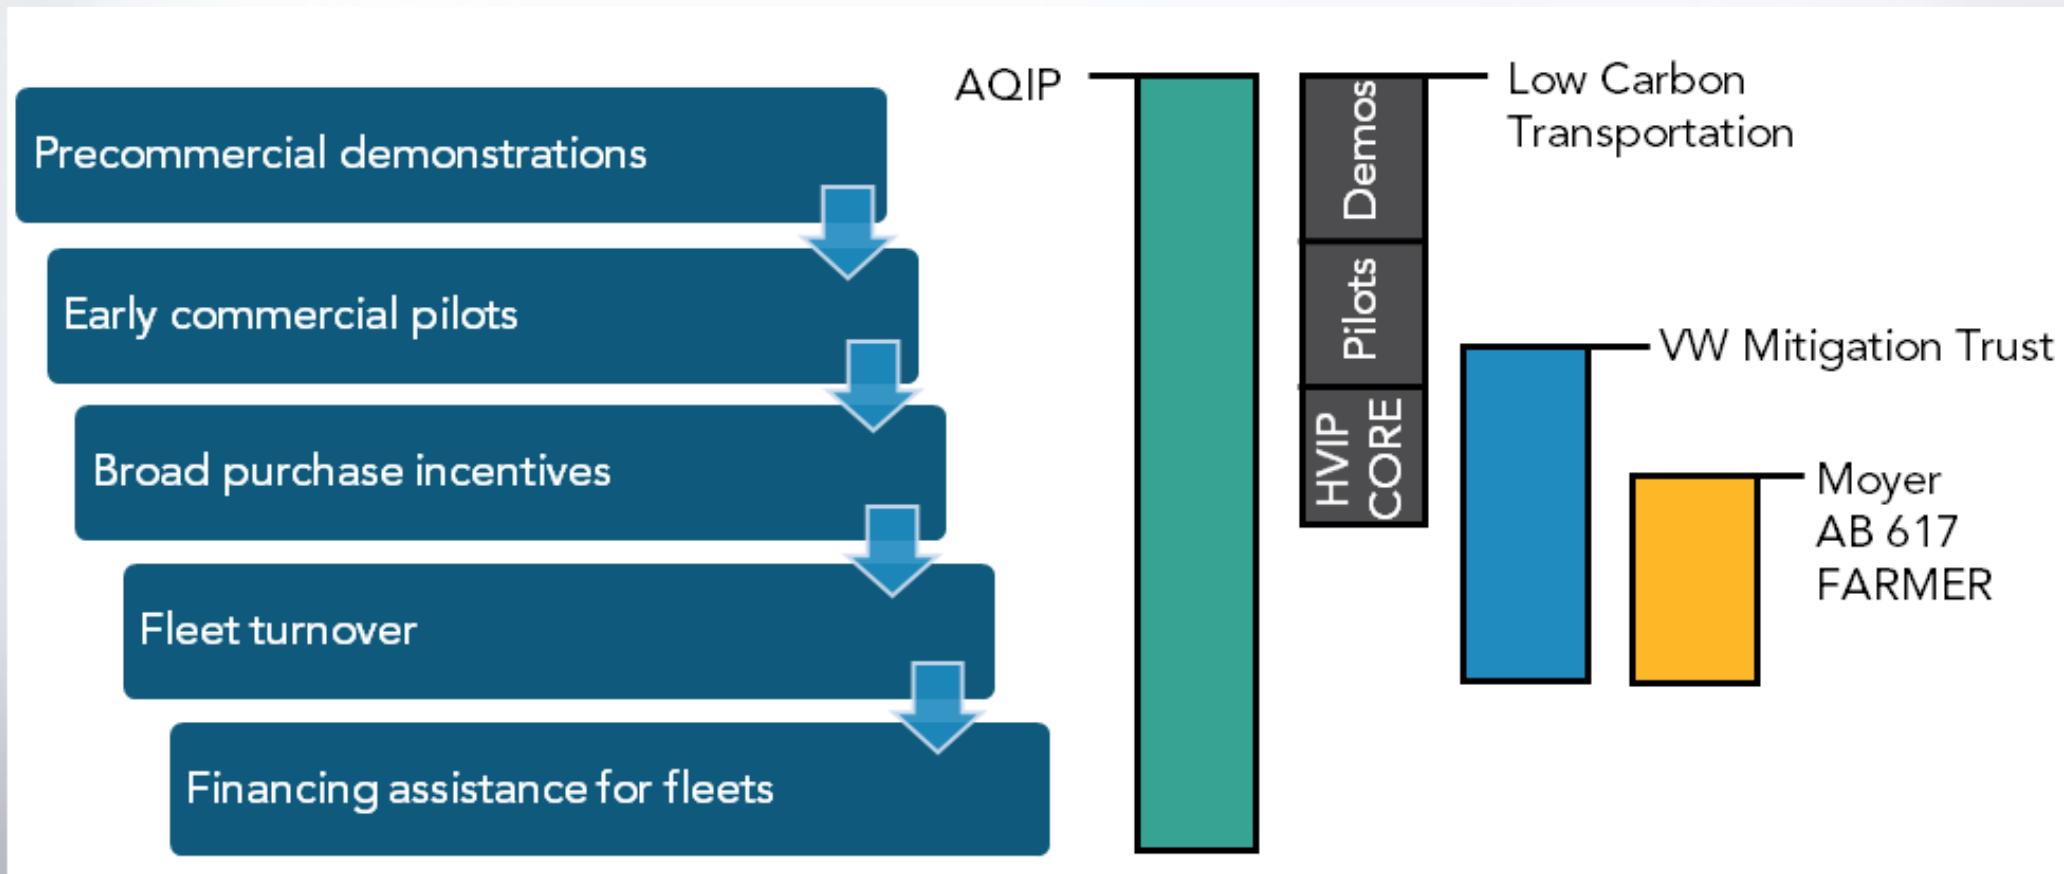 Precommercial demonstrations
Early commercial pilots
Broad purchase incentives
Fleet turnover
Financing assistance for fleets
AQIP
Demos
Pilots
HVIP
CORE
Low Carbon
Transportation
VW Mitigation Trust
Moyer
AB 617
FARMER